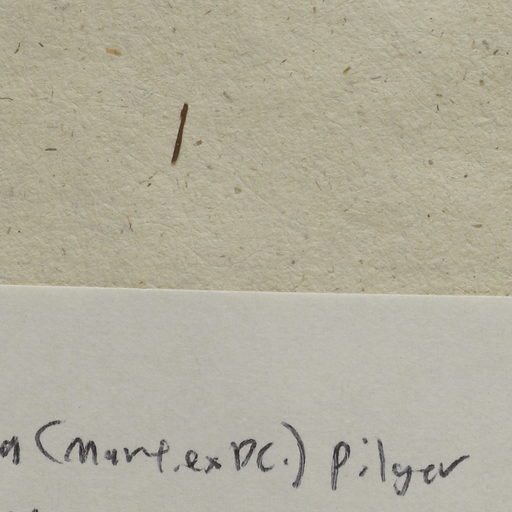 a (Mart. ex DC.) Pilger